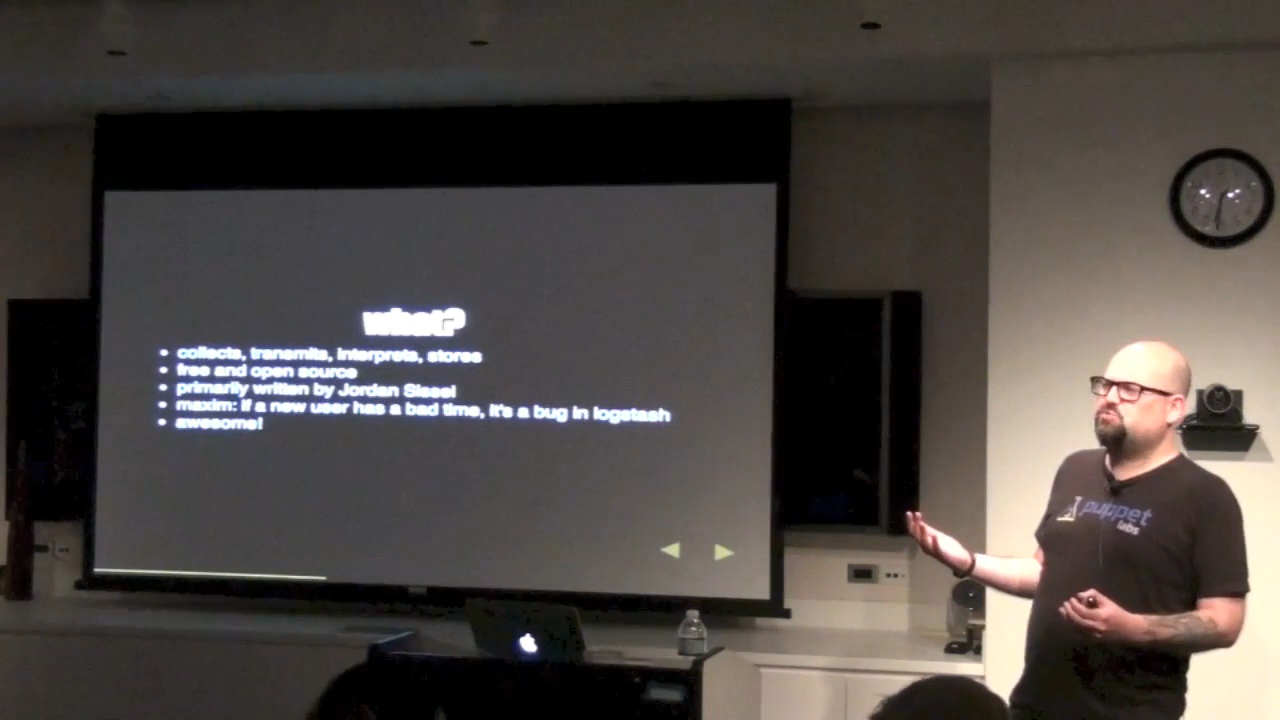 what?
• collects, transmits, interprets, stores
• free and open source
• primarily written by Jordan Sissel
• maxim: if a new user has a bad time, it's a bug in logstash
• awesome!
puppet
labs